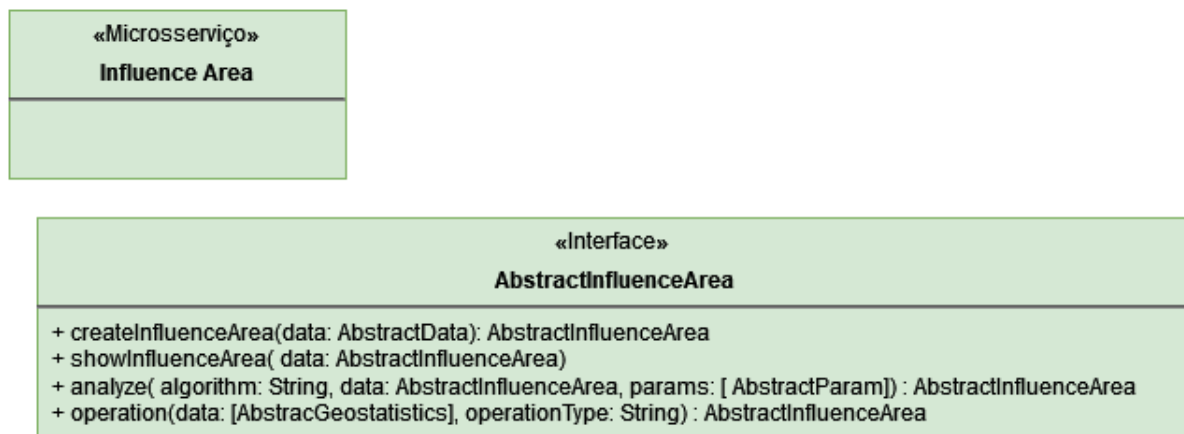 «Microsserviço»
Influence Area
«Interface»
AbstractInfluenceArea
+ createInfluenceArea(data: AbstractData): AbstractInfluenceArea
+ showInfluenceArea( data: AbstractInfluenceArea)
+ analyze( algorithm: String, data: AbstractInfluenceArea, params: [ AbstractParam]) : AbstractInfluenceArea
+ operation(data: [AbstracGeostatistics], operationType: String) : AbstractInfluenceArea